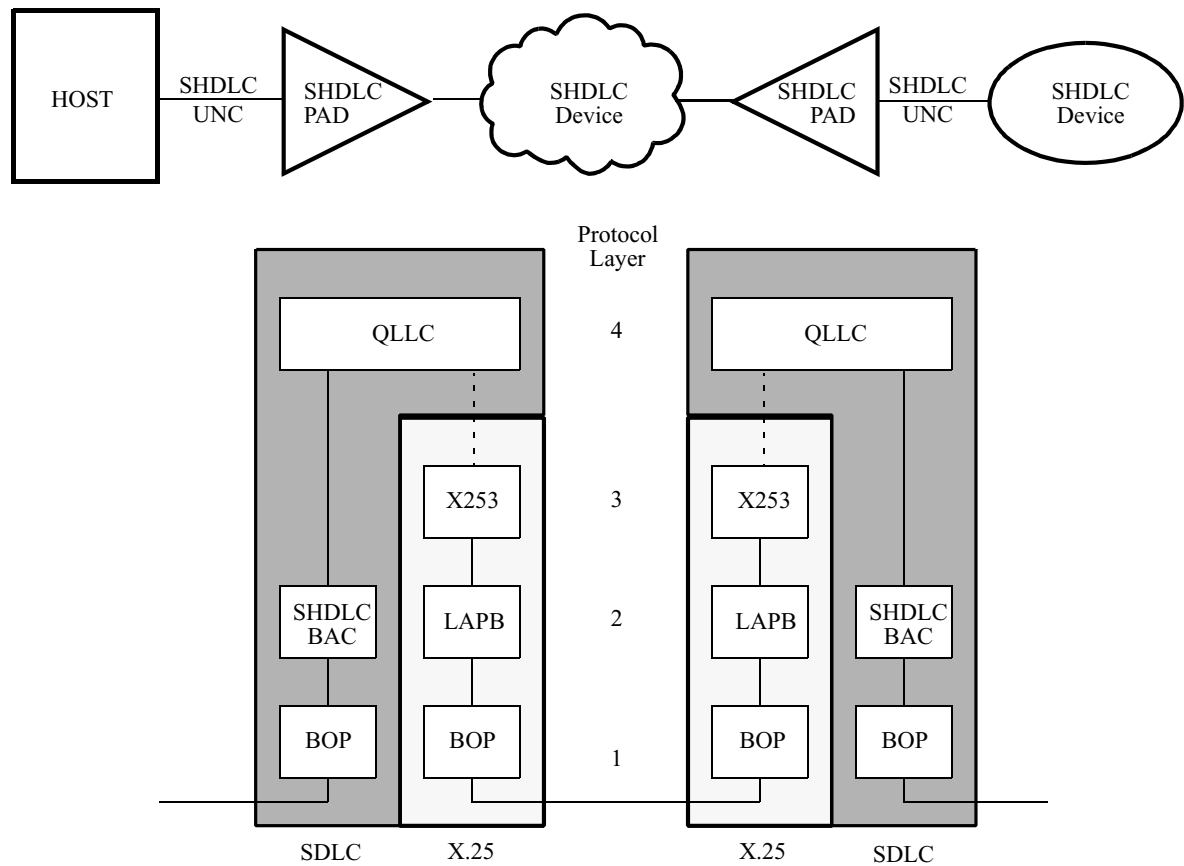 HOST
SHDLC
UNC
SHDLC
PAD
SHDLC
Device
SHDLC
PAD
SHDLC
UNC
SHDLC
Device
Protocol
Layer
QLLC
4
QLLC
X253
3
X253
SHDLC
BAC
LAPB
2
LAPB
SHDLC
BAC
BOP
BOP
1
BOP
BOP
SDLC
X.25
X.25
SDLC